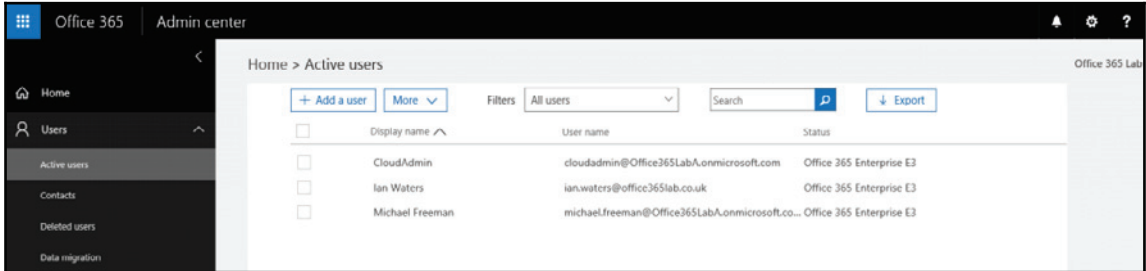 Office 365 Admin center ?
Home > Active users Office 365 Lab
Home
+ Add a user More Filters All users Search Export
Users
Display name User name Status
Active users
CloudAdmin cloudadmin@Office365LabA.onmicrosoft.com Office 365 Enterprise E3
Ian Waters ian.waters@office365lab.co.uk Office 365 Enterprise E3
Contacts
Michael Freeman michael.freeman@Office365LabA.onmicrosoft.co... Office 365 Enterprise E3
Deleted users
Data migration